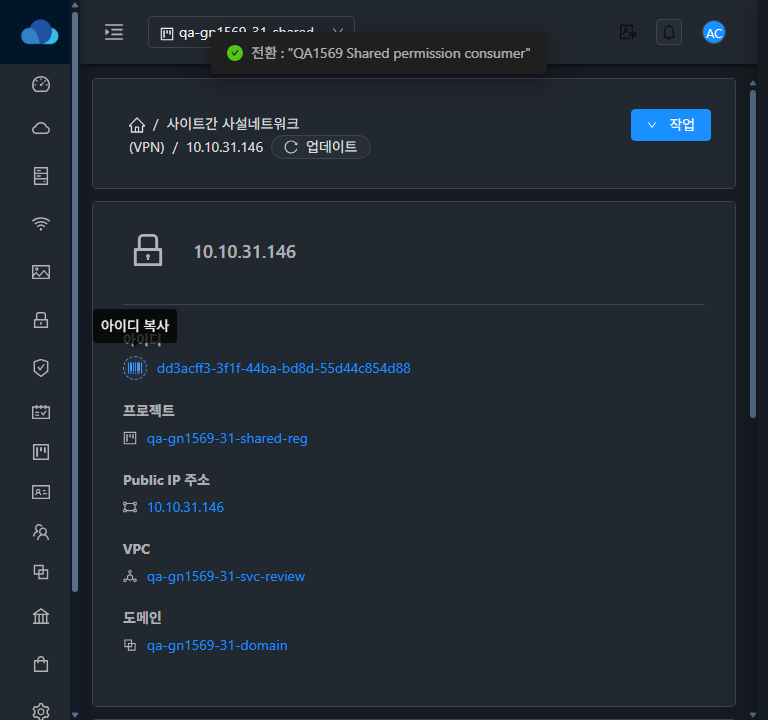 qa-gn1569-31-shared
AC
전환 : "QA1569 Shared permission consumer"
/ 사이트간 사설네트워크
(VPN) / 10.10.31.146 업데이트
작업
10.10.31.146
아이디 복사
아이디
dd3acff3-3f1f-44ba-bd8d-55d44c854d88
프로젝트
qa-gn1569-31-shared-reg
Public IP 주소
10.10.31.146
VPC
qa-gn1569-31-svc-review
도메인
qa-gn1569-31-domain